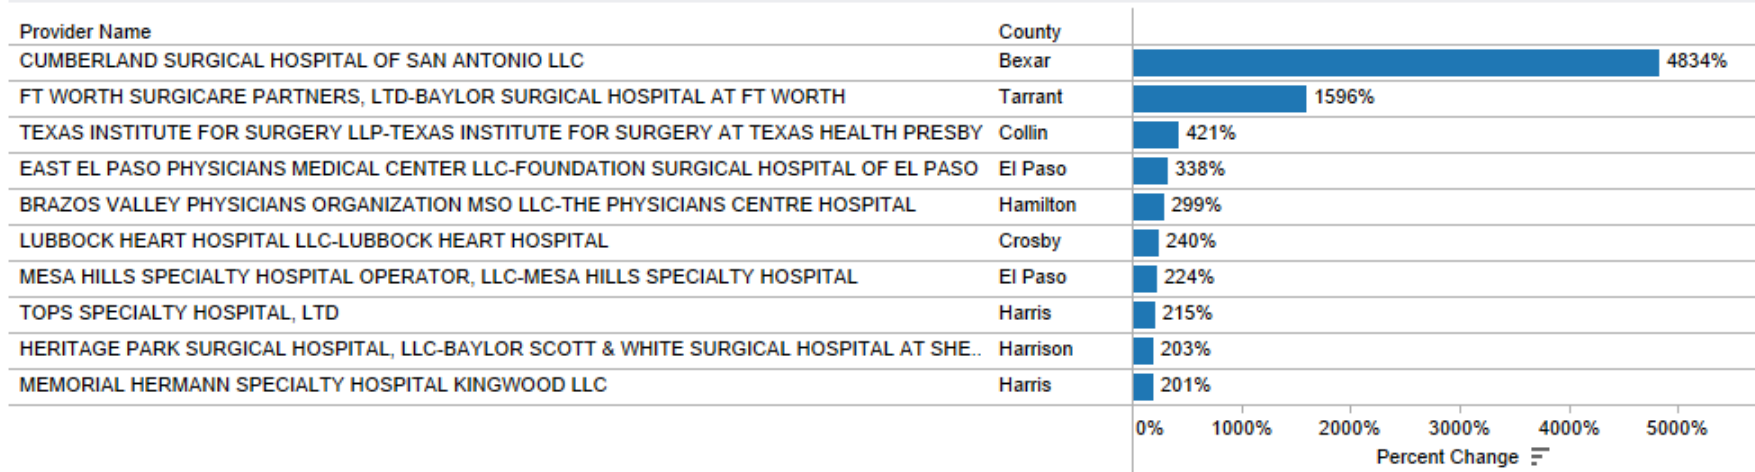 Provider Name County
CUMBERLAND SURGICAL HOSPITAL OF SAN ANTONIO LLC Bexar 4834%
FT WORTH SURGICARE PARTNERS, LTD-BAYLOR SURGICAL HOSPITAL AT FT WORTH Tarrant 1596%
TEXAS INSTITUTE FOR SURGERY LLP-TEXAS INSTITUTE FOR SURGERY AT TEXAS HEALTH PRESBY Collin 421%
EAST EL PASO PHYSICIANS MEDICAL CENTER LLC-FOUNDATION SURGICAL HOSPITAL OF EL PASO El Paso 338%
BRAZOS VALLEY PHYSICIANS ORGANIZATION MSO LLC-THE PHYSICIANS CENTRE HOSPITAL Hamilton 299%
LUBBOCK HEART HOSPITAL LLC-LUBBOCK HEART HOSPITAL Crosby 240%
MESA HILLS SPECIALTY HOSPITAL OPERATOR, LLC-MESA HILLS SPECIALTY HOSPITAL El Paso 224%
TOPS SPECIALTY HOSPITAL, LTD Harris 215%
HERITAGE PARK SURGICAL HOSPITAL, LLC-BAYLOR SCOTT & WHITE SURGICAL HOSPITAL AT SHE.. Harrison 203%
MEMORIAL HERMANN SPECIALTY HOSPITAL KINGWOOD LLC Harris 201%
0% 1000% 2000% 3000% 4000% 5000%
Percent Change